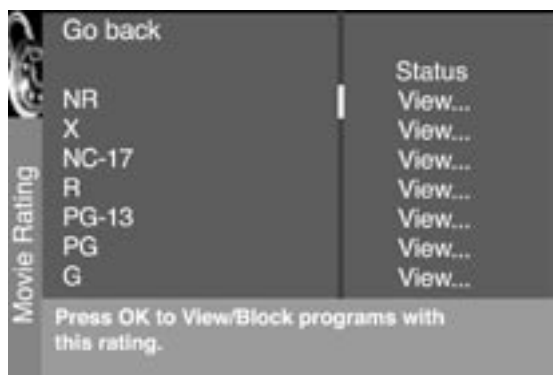 Go back
Status
NR View...
X View...
NC-17 View...
R View...
PG-13 View...
PG View...
G View...
Movie Rating
Press OK to View/Block programs with
this rating.